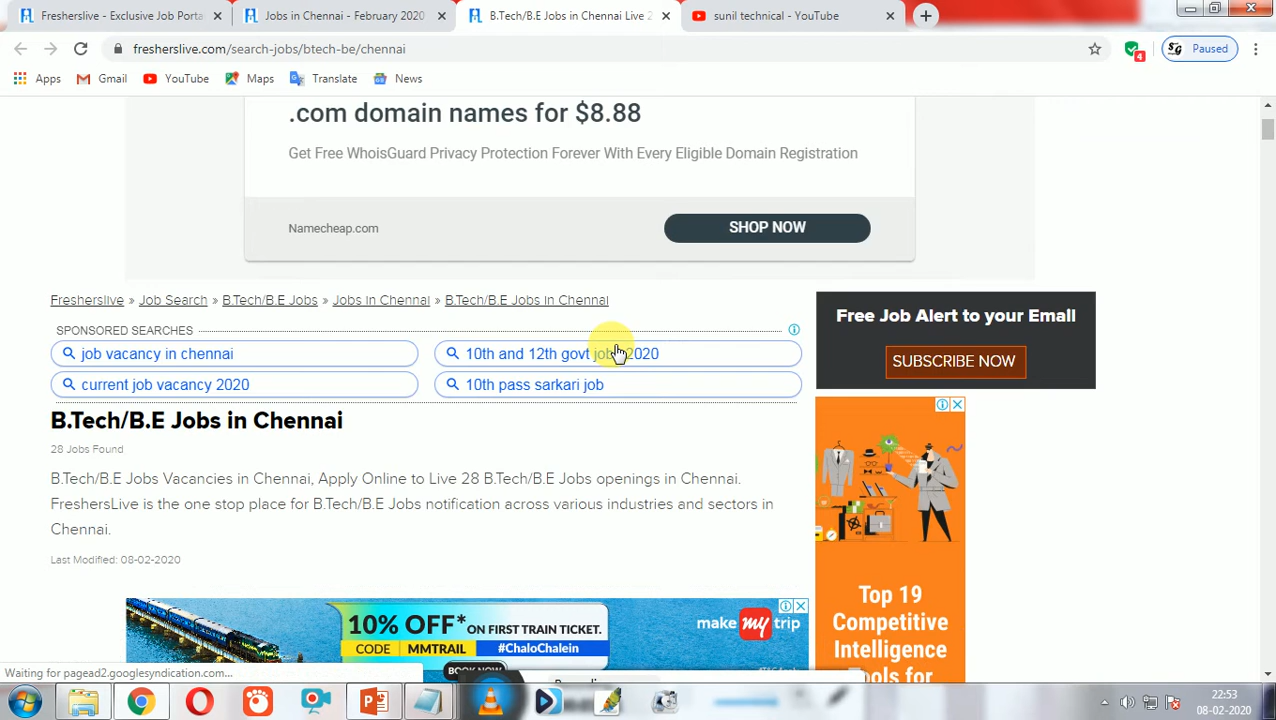 Fresherslive - Exclusive Job Porta
Jobs in Chennai - February 2020
B.Tech/B.E Jobs in Chennai Live 2
sunil technical - YouTube
fresherslive.com/search-jobs/btech-be/chennai
4
Paused
Apps
Gmail
YouTube
Maps
Translate
News
.com domain names for $8.88
Get Free WhoisGuard Privacy Protection Forever With Every Eligible Domain Registration
Namecheap.com
SHOP NOW
Fresherslive » Job Search » B.Tech/B.E Jobs » Jobs in Chennai » B.Tech/B.E Jobs in Chennai
SPONSORED SEARCHES
job vacancy in chennai
10th and 12th govt jobs 2020
current job vacancy 2020
10th pass sarkari job
Free Job Alert to your Email
SUBSCRIBE NOW
B.Tech/B.E Jobs in Chennai
28 Jobs Found
B.Tech/B.E Jobs Vacancies in Chennai, Apply Online to Live 28 B.Tech/B.E Jobs openings in Chennai.
FreshersLive is the one stop place for B.Tech/B.E Jobs notification across various industries and sectors in
Chennai.
Last Modified: 08-02-2020
10% OFF* ON FIRST TRAIN TICKET.
CODE MMTRAIL #ChaloChalein
BOOK NOW
make my trip
Top 19
Competitive
Intelligence
Tools for
Waiting for pagead2.googlesyndication.com...
22:53
08-02-2020